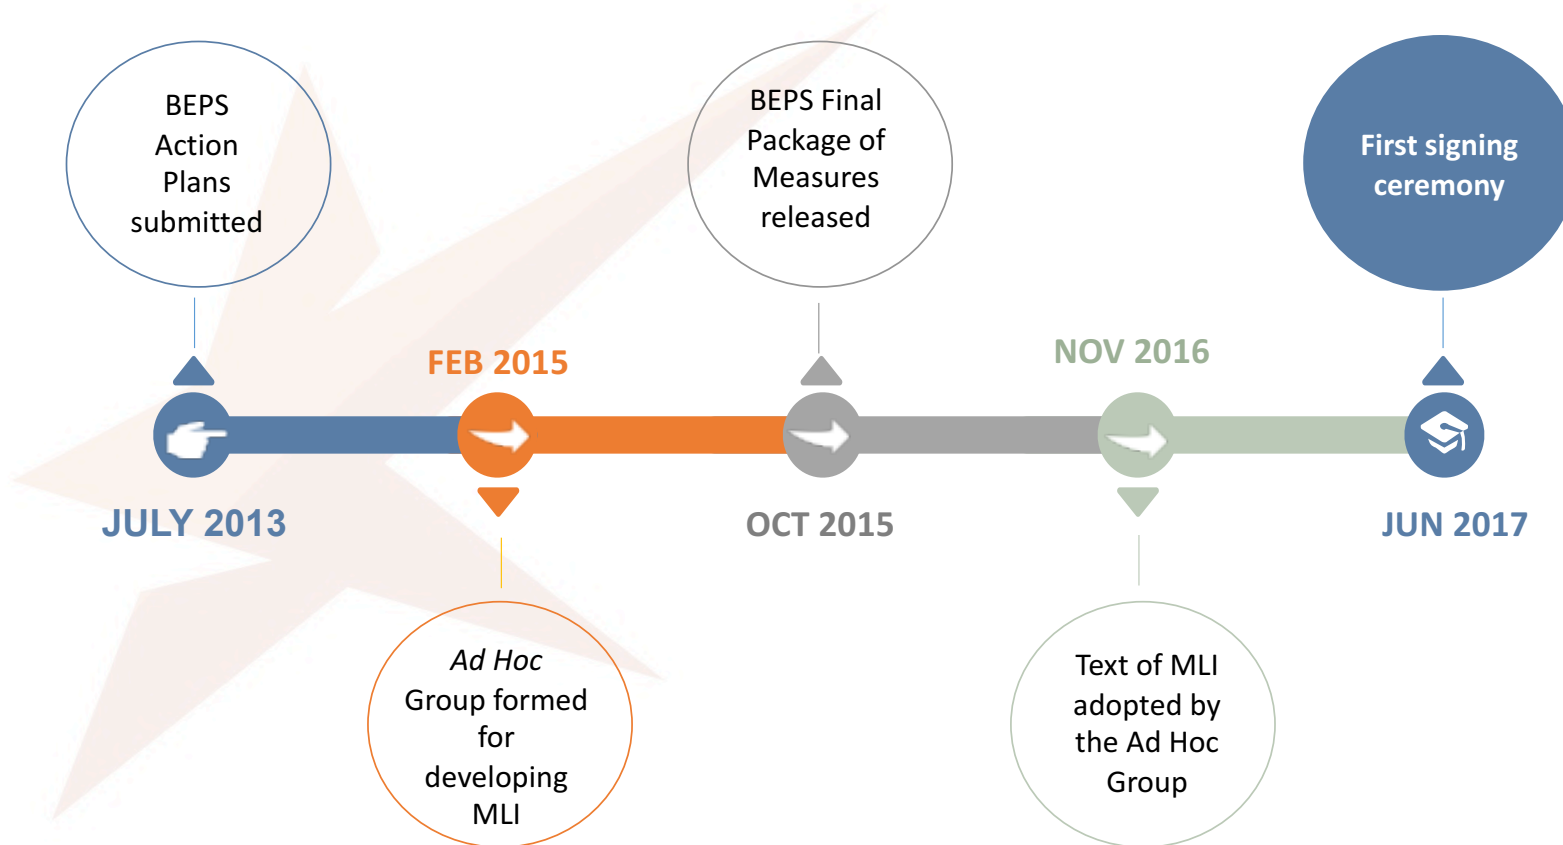 BEPS
Action
Plans
submitted
JULY 2013
FEB 2015
Ad Hoc
Group formed
for
developing
MLI
BEPS Final
Package of
Measures
released
OCT 2015
NOV 2016
Text of MLI
adopted by
the Ad Hoc
Group
First signing
ceremony
JUN 2017